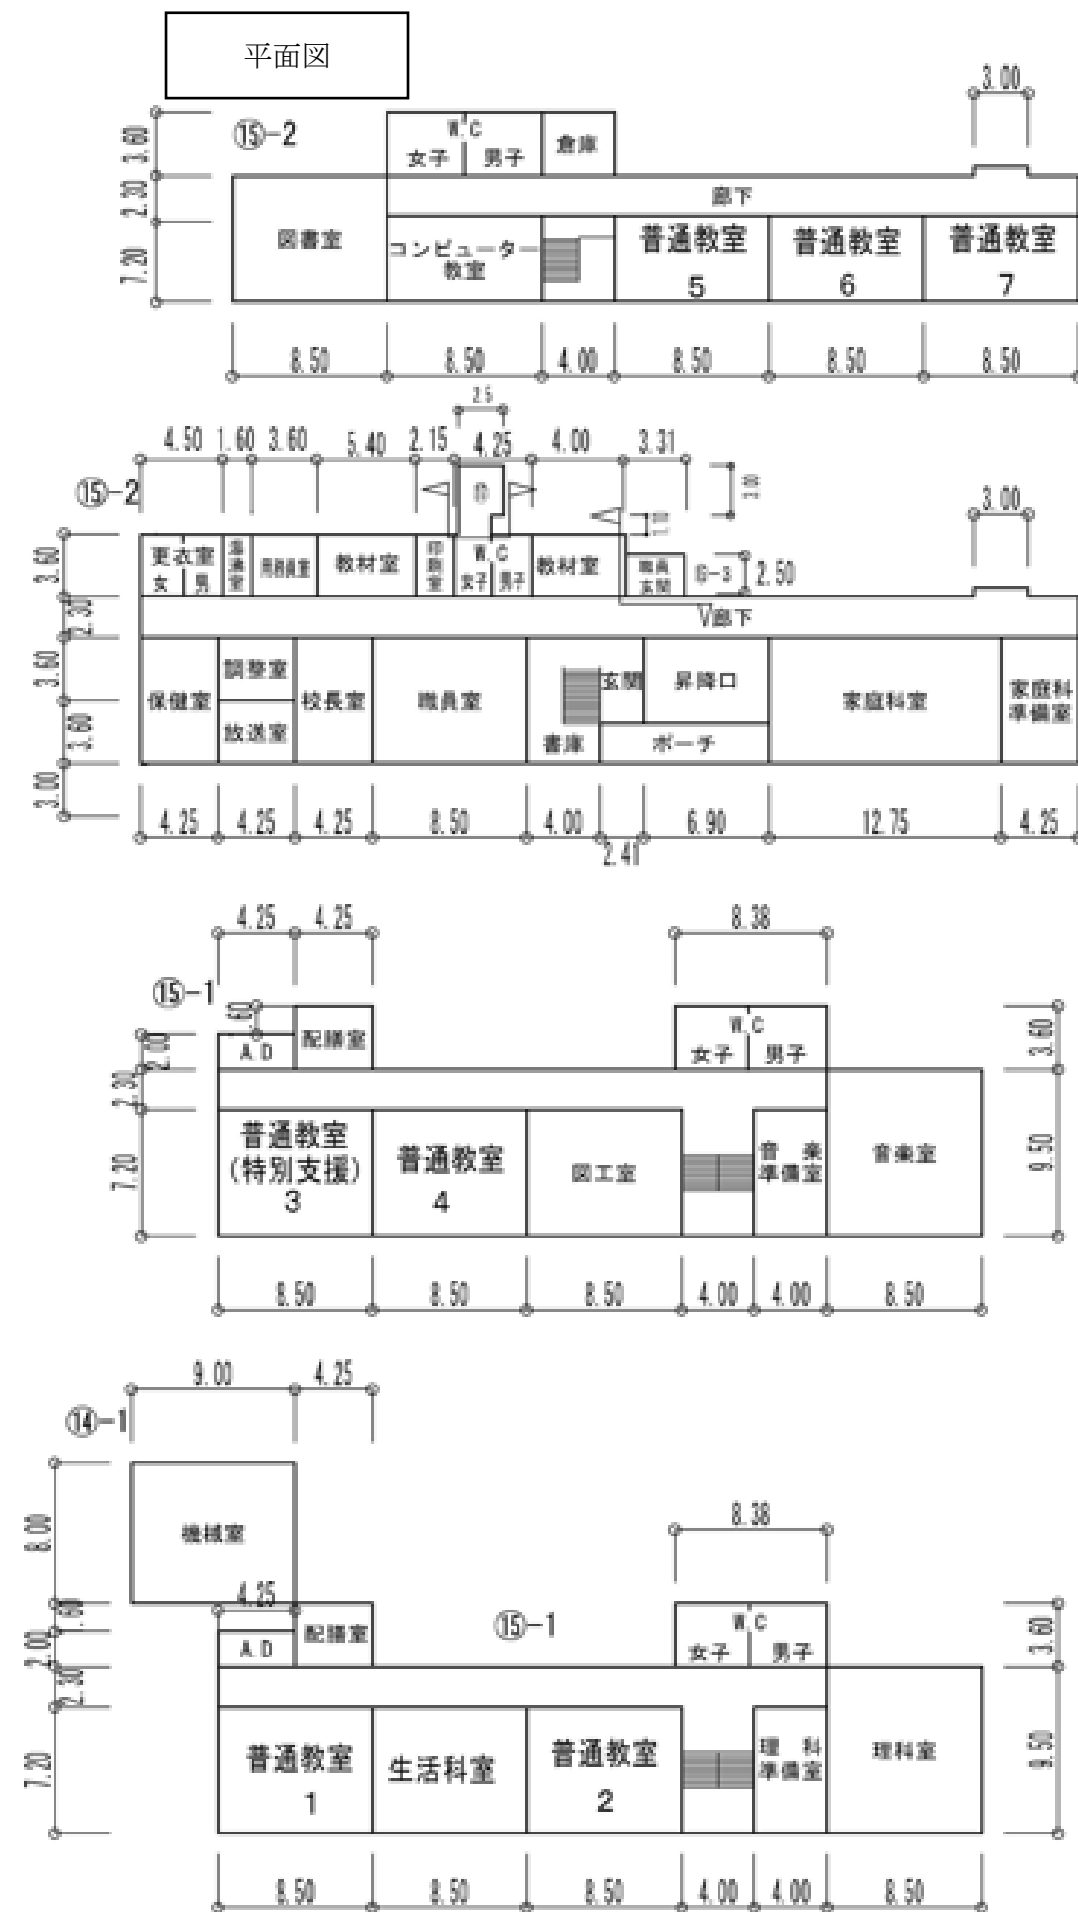 平面図
3.00
⑮-2
W.C
女子 男子 倉庫
3.60
2.30
7.20
廊下
図書室
コンピューター
教室
普通教室
5
普通教室
6
普通教室
7
8.50 8.50 4.00 8.50 8.50 8.50
2.5
4.50 1.60 3.60 5.40 2.15 4.25 4.00 3.31
⑮-2
3.00
3.60
2.30
3.60
3.60
3.00
更衣室
女 男
教材室
W.C
女子 男子
教材室
職員
玄関
2.50
廊下
保健室
調整室
放送室
校長室
職員室
書庫
玄関
昇降口
ポーチ
家庭科室
家庭科
準備室
4.25 4.25 4.25 8.50 4.00 6.90 12.75 4.25
2.41
4.25 4.25 8.38
⑮-1
.60
2.00
2.30
7.20
A.D
配膳室
W.C
女子 男子
3.60
9.50
普通教室
(特別支援)
3
普通教室
4
図工室
音楽
準備室
音楽室
8.50 8.50 8.50 4.00 4.00 8.50
9.00 4.25
⑭-1
8.00
機械室
8.38
4.25
.60
2.00
2.30
7.20
A.D
配膳室
⑮-1
W.C
女子 男子
3.60
9.50
普通教室
1
生活科室
普通教室
2
理科
準備室
理科室
8.50 8.50 8.50 4.00 4.00 8.50